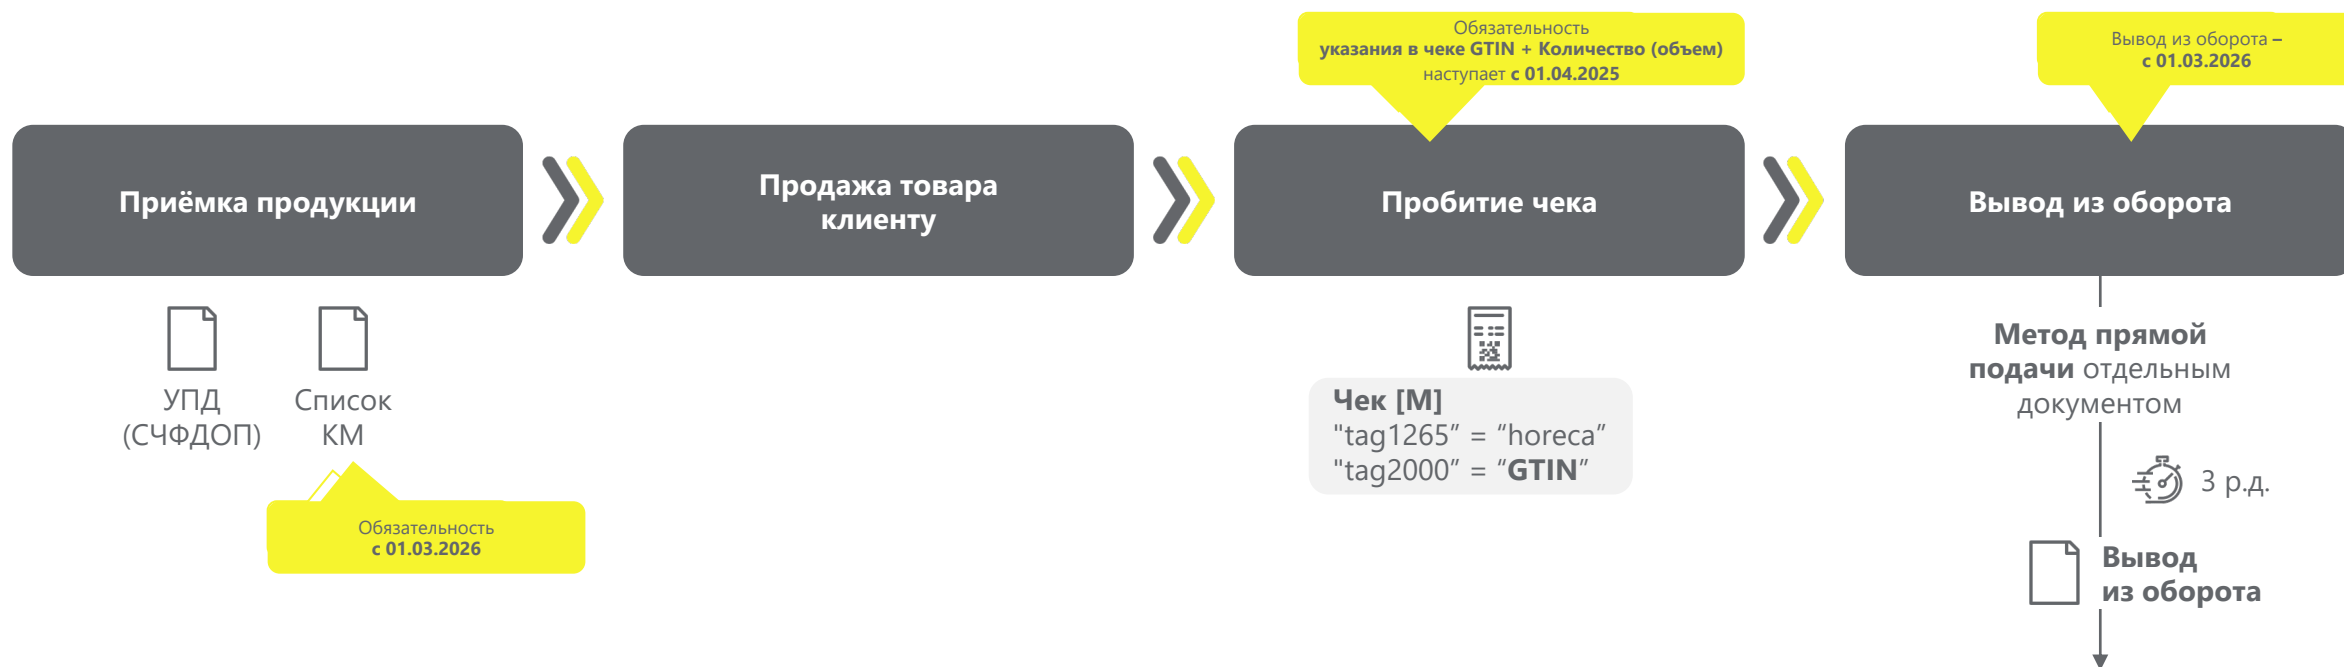 Обязательность
указания в чеке GTIN + Количество (объем)
наступает с 01.04.2025
Вывод из оборота –
с 01.03.2026
Приёмка продукции
Продажа товара
клиенту
Пробитие чека
Вывод из оборота
УПД
(СЧФДОП)
Список
КМ
Обязательность
с 01.03.2026
Чек [М]
"tag1265” = “horeca”
"tag2000” = “GTIN”
Метод прямой
подачи отдельным
документом
3 р.д.
Вывод
из оборота